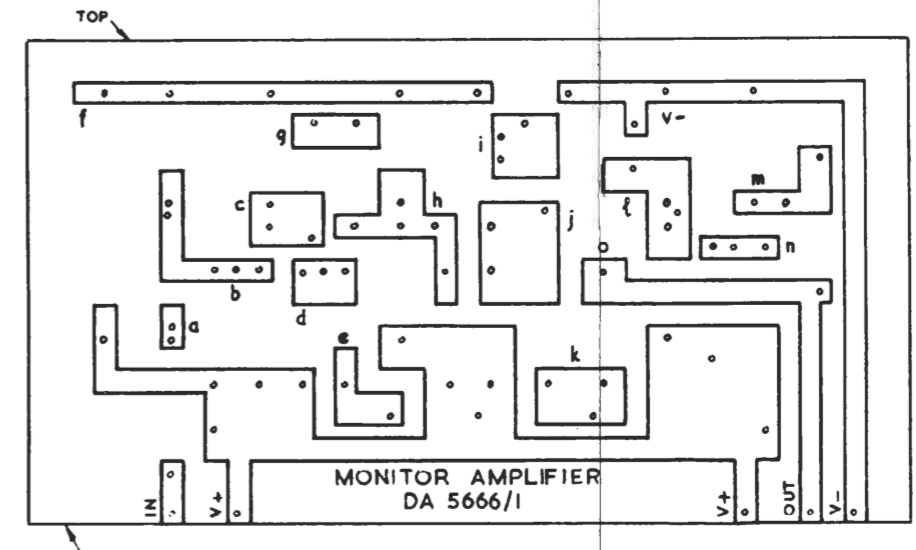 TOP
f
g
i
V-
c
h
j
l
m
n
b
d
o
a
e
k
IN
V+
MONITOR AMPLIFIER
DA 5666/1
V+
OUT
V-